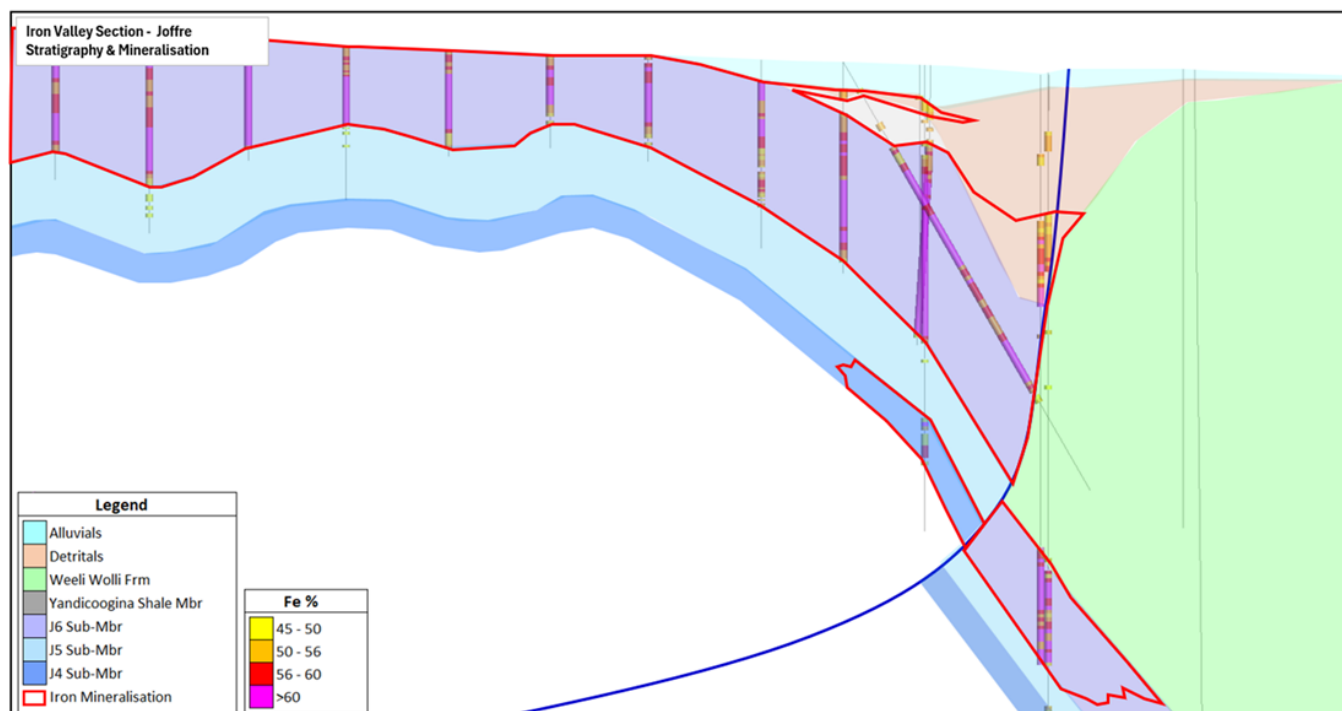 Iron Valley Section - Joffre
Stratigraphy & Mineralisation
Legend
Alluvials
Detritals
Weeli Wolli Frm
Yandicoogina Shale Mbr
J6 Sub-Mbr
J5 Sub-Mbr
J4 Sub-Mbr
Iron Mineralisation
Fe %
45 - 50
50 - 56
56 - 60
>60